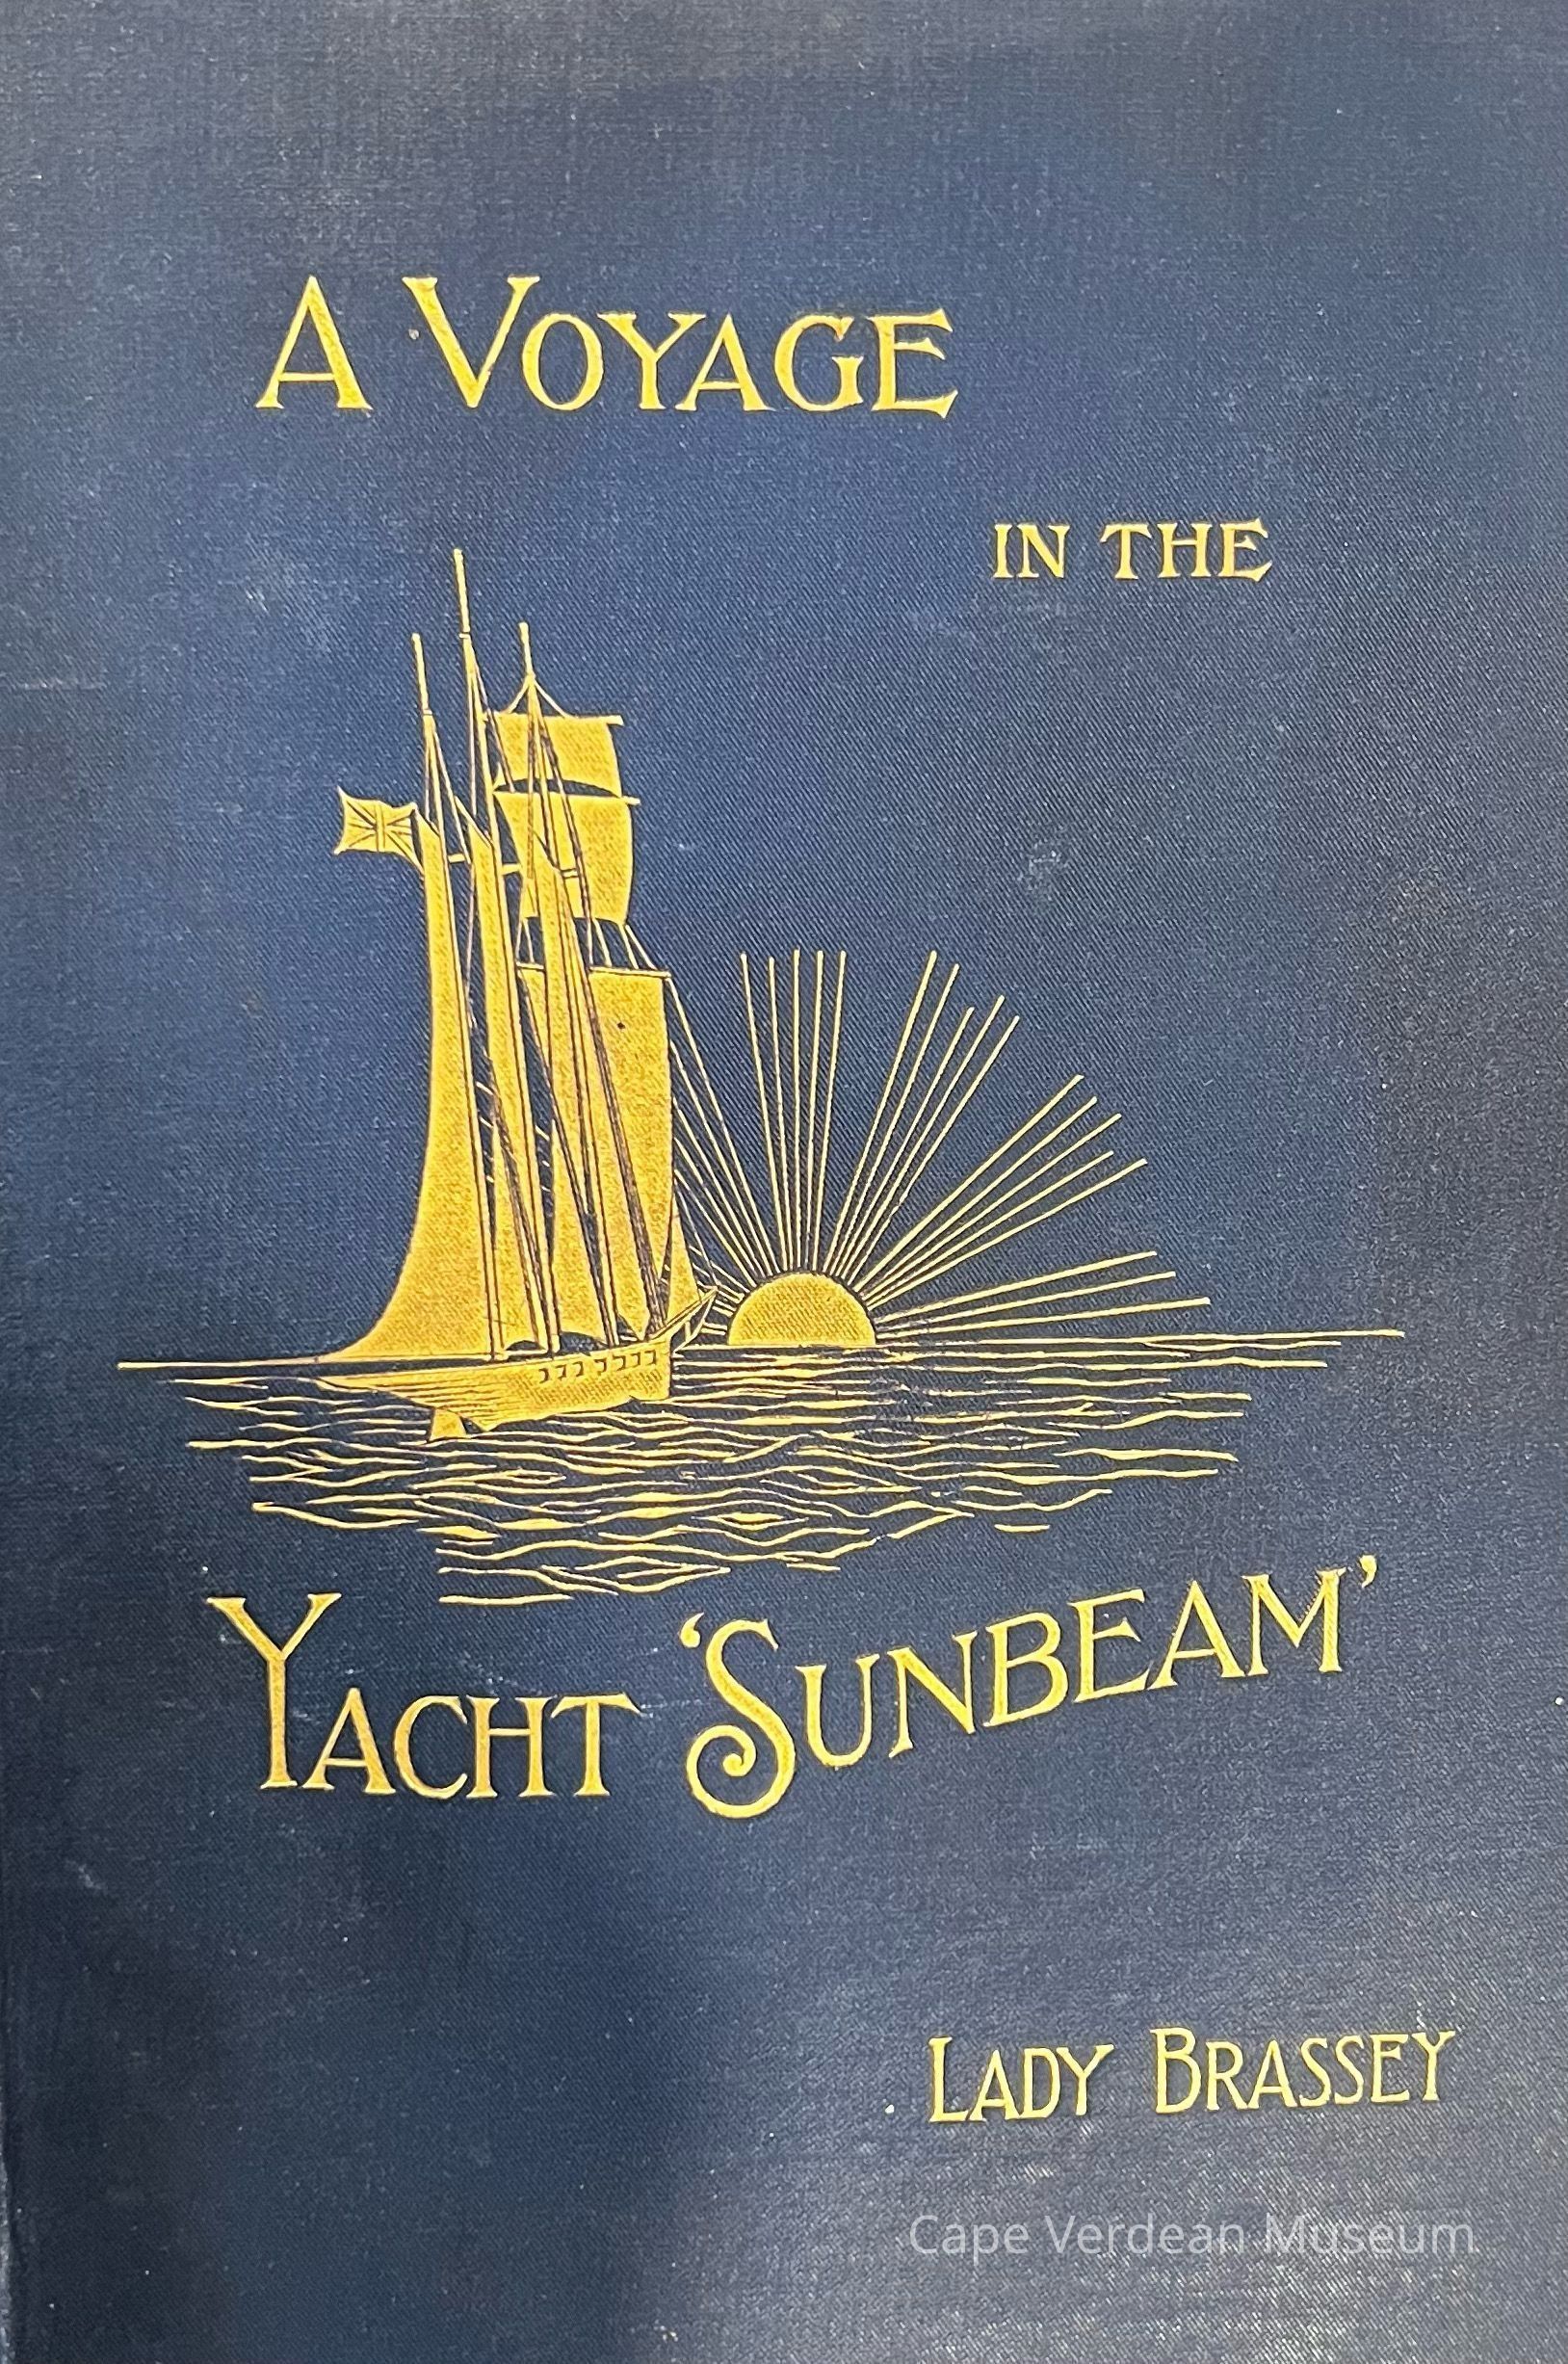 A VOYAGE
IN THE
YACHT ‘SUNBEAM’
LADY BRASSEY
Cape Verdean Museum